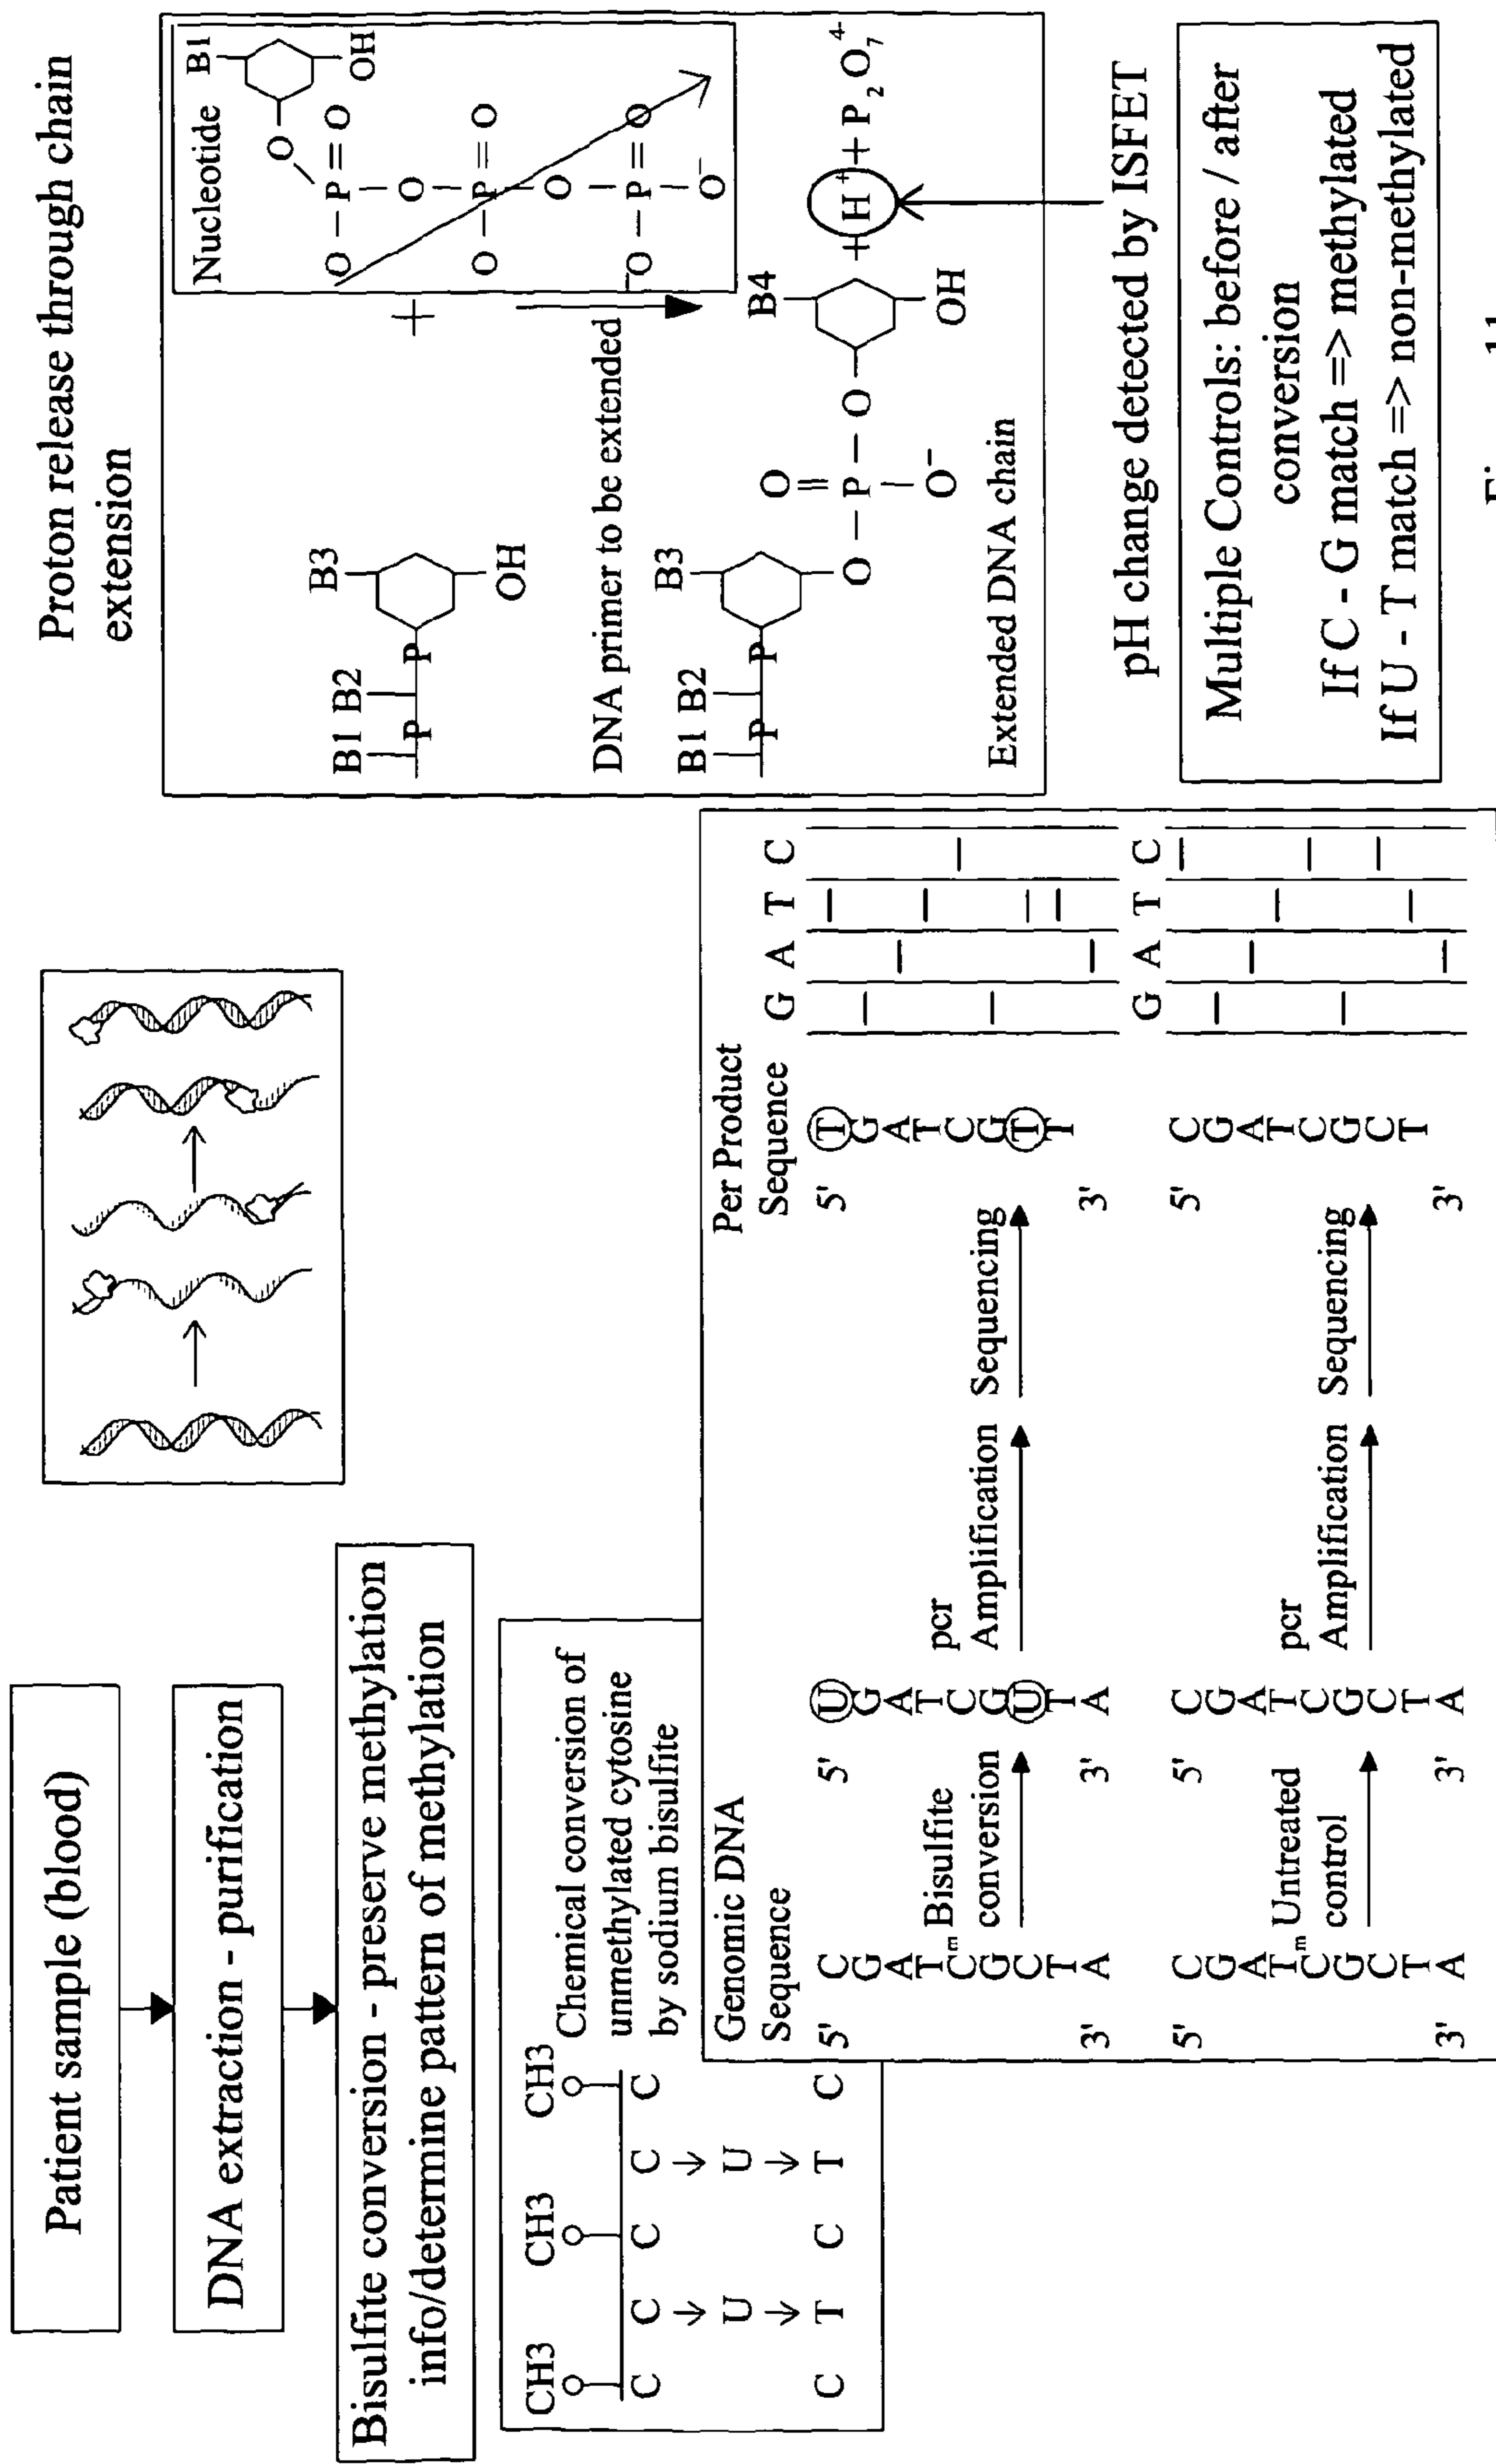 Patient sample (blood)
DNA extraction - purification
Bisulfite conversion - preserve methylation
info/determine pattern of methylation
CH3 CH3 CH3
C C C C C
U U
C T C T C
Chemical conversion of
unmethylated cytosine
by sodium bisulfite
Genomic DNA
Sequence
5'
C
G
A
T
C m
G
C
T
A
3'
Bisulfite
conversion
5'
U
G
A
T
C
G
U
T
A
3'
pcr
Amplification
Sequencing
Per Product
Sequence
5'
T
G
A
T
C
G
T
T
3'
G A T C
5'
C
G
A
T
m
C
G
C
T
A
3'
Untreated
control
5'
C
G
A
T
C
G
C
T
A
3'
pcr
Amplification
Sequencing
5'
C
G
A
T
C
G
C
T
3'
G A T C
Proton release through chain
extension
Nucleotide
B1
O
OH
O — P = O
O
O — P = O
O
O — P = O
O⁻
+
B1 B2 B3
P P
OH
DNA primer to be extended
B1 B2 B3 B4
P P
O
O — P — O
O⁻
OH
+ H⁺ + P₂O₇⁴⁻
Extended DNA chain
pH change detected by ISFET
Multiple Controls: before / after
conversion
If C - G match => methylated
If U - T match => non-methylated